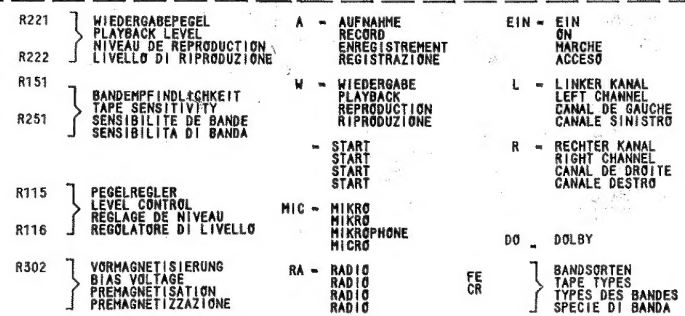 R221 WIEDERGABEPEGEL
PLAYBACK LEVEL
NIVEAU DE REPRODUCTION
R222 LIVELLO DI RIPRODUZIONE
R151
BANDEMPFINDLICHKEIT
TAPE SENSITIVITY
R251 SENSIBILITE DE BANDE
SENSIBILITA DI BANDA
R115 PEGELREGLER
LEVEL CONTROL
REGLAGE DE NIVEAU
R116 REGOLATORE DI LIVELLO
R302 VORMAGNETISIERUNG
BIAS VOLTAGE
PREMAGNETISATION
PREMAGNETIZZAZIONE
A - AUFNAHME
RECORD
ENREGISTREMENT
REGISTRAZIONE
W - WIEDERGABE
PLAYBACK
REPRODUCTION
RIPRODUZIONE
- START
START
START
START
MIC - MIKRO
MIKRO
MIKROPHONE
MICRO
RA - RADIO
RADIO
RADIO
RADIO
EIN - EIN
ON
MARCHE
ACCESO
L - LINKER KANAL
LEFT CHANNEL
CANAL DE GAUCHE
CANALE SINISTRO
R - RECHTER KANAL
RIGHT CHANNEL
CANAL DE DROITE
CANALE DESTRO
DO - DOLBY
FE
CR
BANDSORTEN
TAPE TYPES
TYPES DES BANDES
SPECIE DI BANDA